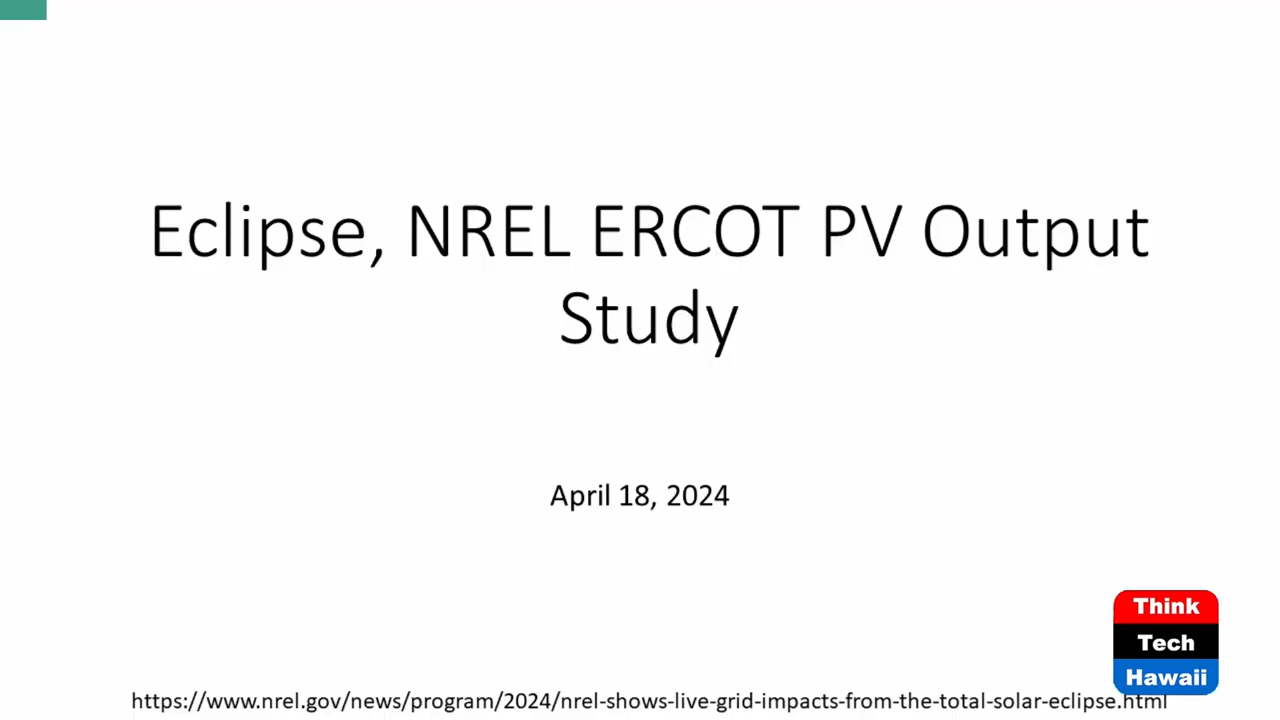 Eclipse, NREL ERCOT PV Output
Study
April 18, 2024
Think
Tech
Hawaii
https://www.nrel.gov/news/program/2024/nrel-shows-live-grid-impacts-from-the-total-solar-eclipse.html